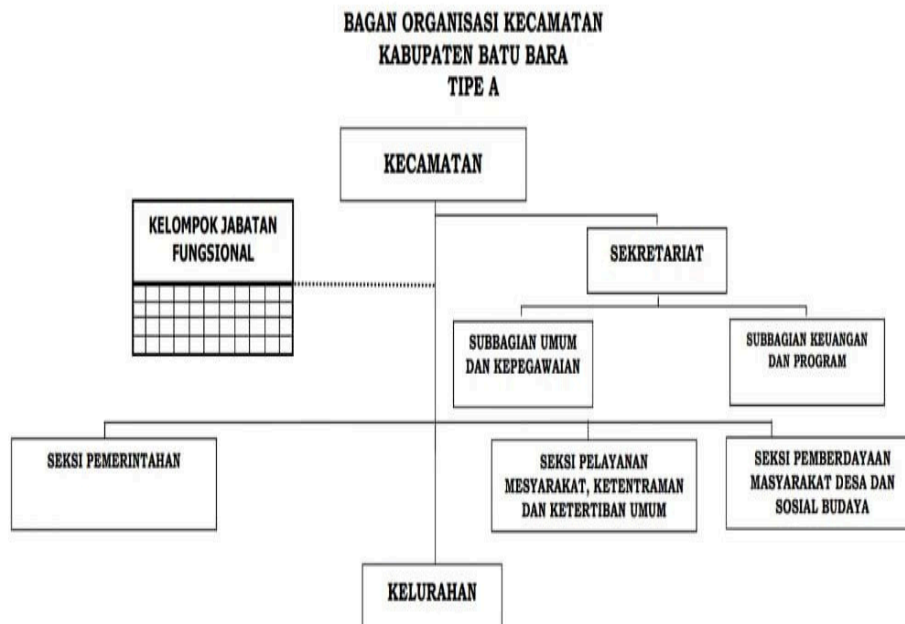 BAGAN ORGANISASI KECAMATAN
KABUPATEN BATU BARA
TIPE A
KECAMATAN
KELOMPOK JABATAN
FUNGSIONAL
SEKRETARIAT
SUBBAGIAN UMUM
DAN KEPEGAWAIAN
SUBBAGIAN KEUANGAN
DAN PROGRAM
SEKSI PEMERINTAHAN
SEKSI PELAYANAN
MESYARAKAT, KETENTRAMAN
DAN KETERTIBAN UMUM
SEKSI PEMBERDAYAAN
MASYARAKAT DESA DAN
SOSIAL BUDAYA
KELURAHAN